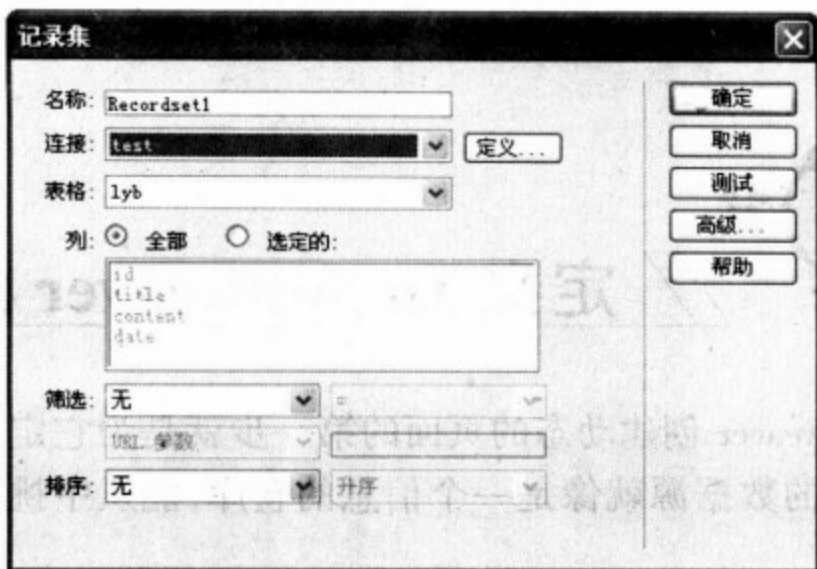 记录集
名称: Recordset1
连接: test 定义...
表格: lyb
列: 全部 选定的:
id
title
content
date
筛选: 无 =
URL 参数
排序: 无 升序
确定
取消
测试
高级...
帮助